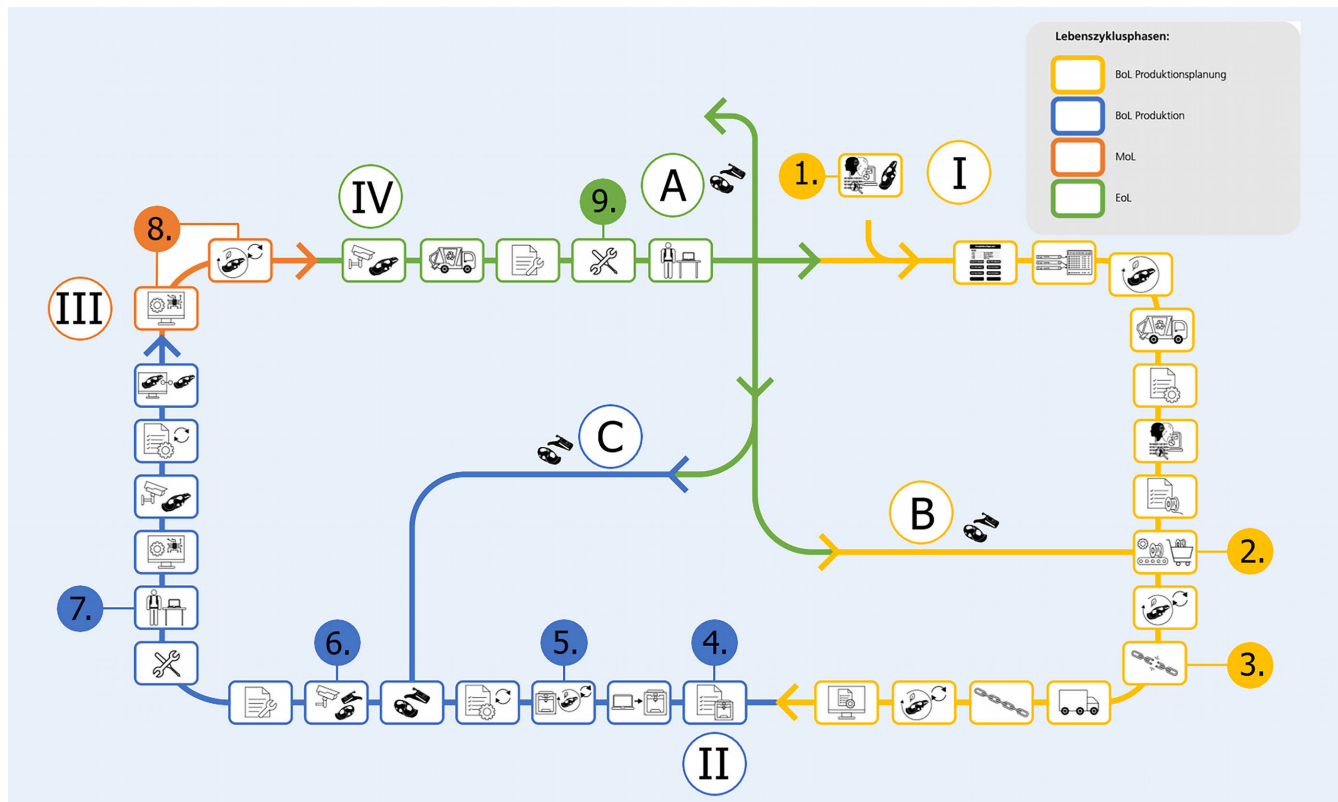 Lebenszyklusphasen:
BoL Produktionsplanung
BoL Produktion
MoL
EoL
1.
I
A
IV
9.
8.
III
C
B
2.
7.
6.
5.
4.
3.
II